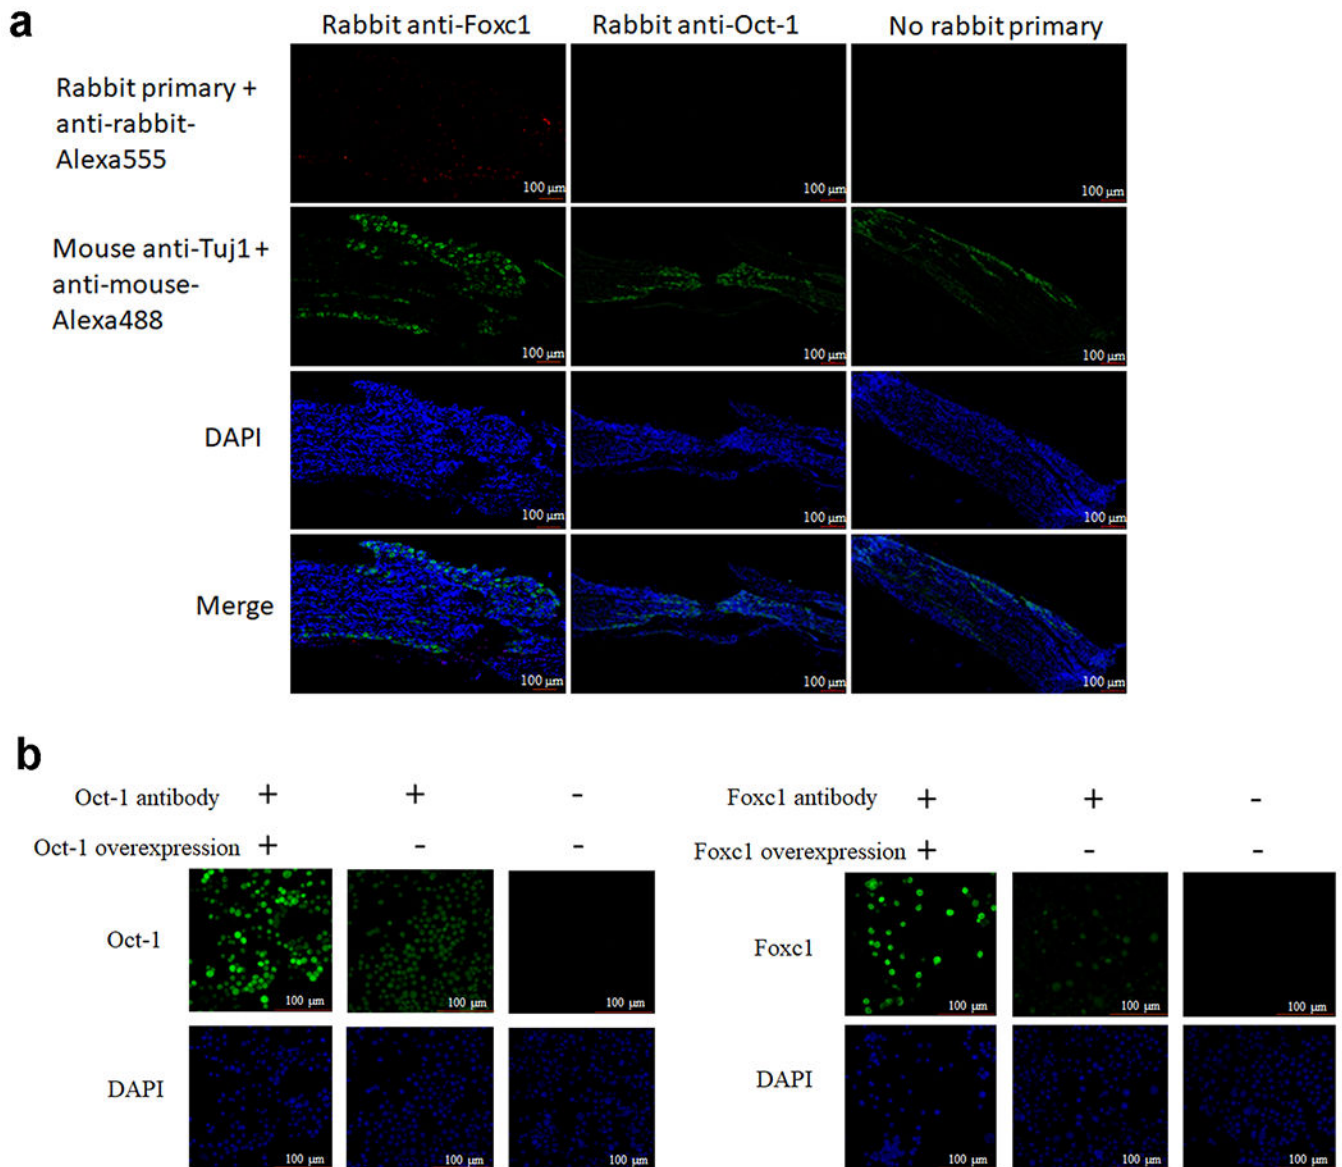 a
Rabbit anti-Foxc1 Rabbit anti-Oct-1 No rabbit primary
Rabbit primary +
anti-rabbit-
Alexa555
100 µm 100 µm 100 µm
Mouse anti-Tuj1 +
anti-mouse-
Alexa488
100 µm 100 µm 100 µm
DAPI
100 µm 100 µm 100 µm
Merge
100 µm 100 µm 100 µm
b
Oct-1 antibody + + - Foxc1 antibody + + -
Oct-1 overexpression + - - Foxc1 overexpression + - -
Oct-1 Foxc1
100 µm 100 µm 100 µm 100 µm 100 µm 100 µm
DAPI DAPI
100 µm 100 µm 100 µm 100 µm 100 µm 100 µm